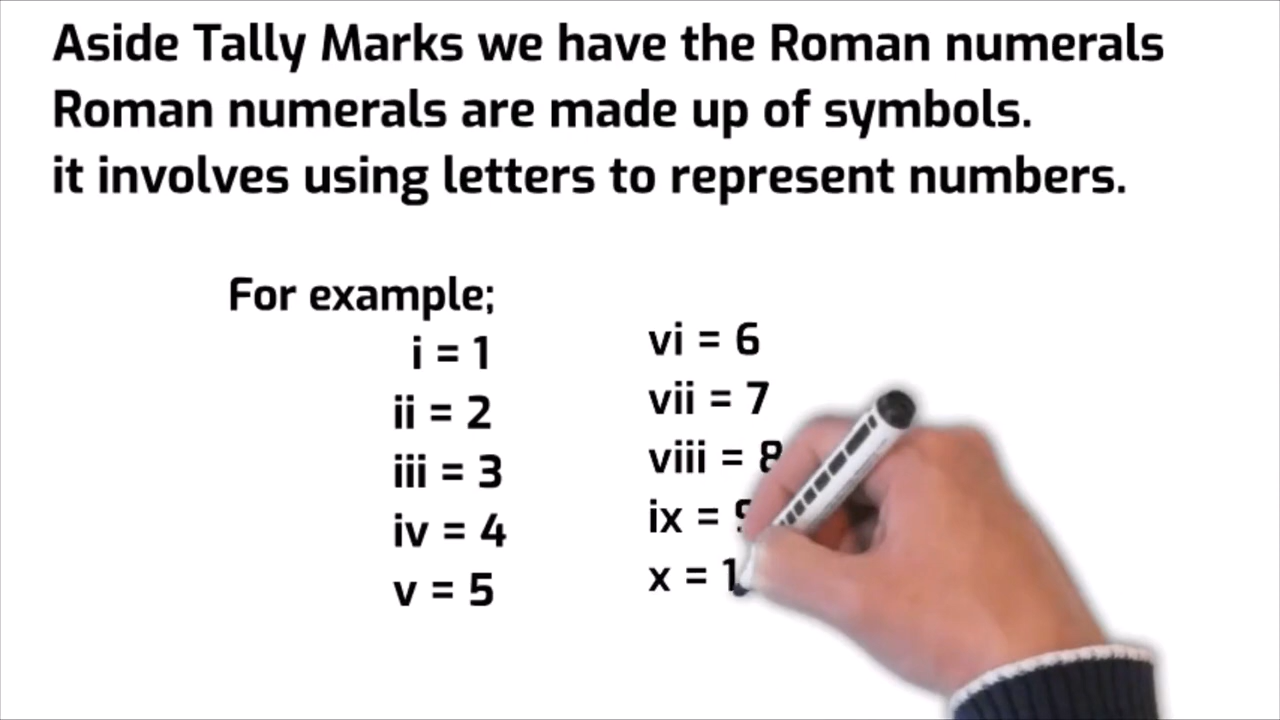 Aside Tally Marks we have the Roman numerals
Roman numerals are made up of symbols.
it involves using letters to represent numbers.
For example;
i = 1
ii = 2
iii = 3
iv = 4
v = 5
vi = 6
vii = 7
viii = 8
ix =
x = 1